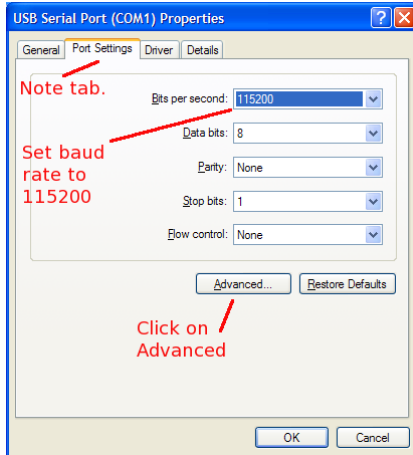 USB Serial Port (COM1) Properties
General Port Settings Driver Details
Note tab.
Bits per second: 115200
Set baud
rate to
115200
Data bits: 8
Parity: None
Stop bits: 1
Flow control: None
Advanced... Restore Defaults
Click on
Advanced
OK Cancel